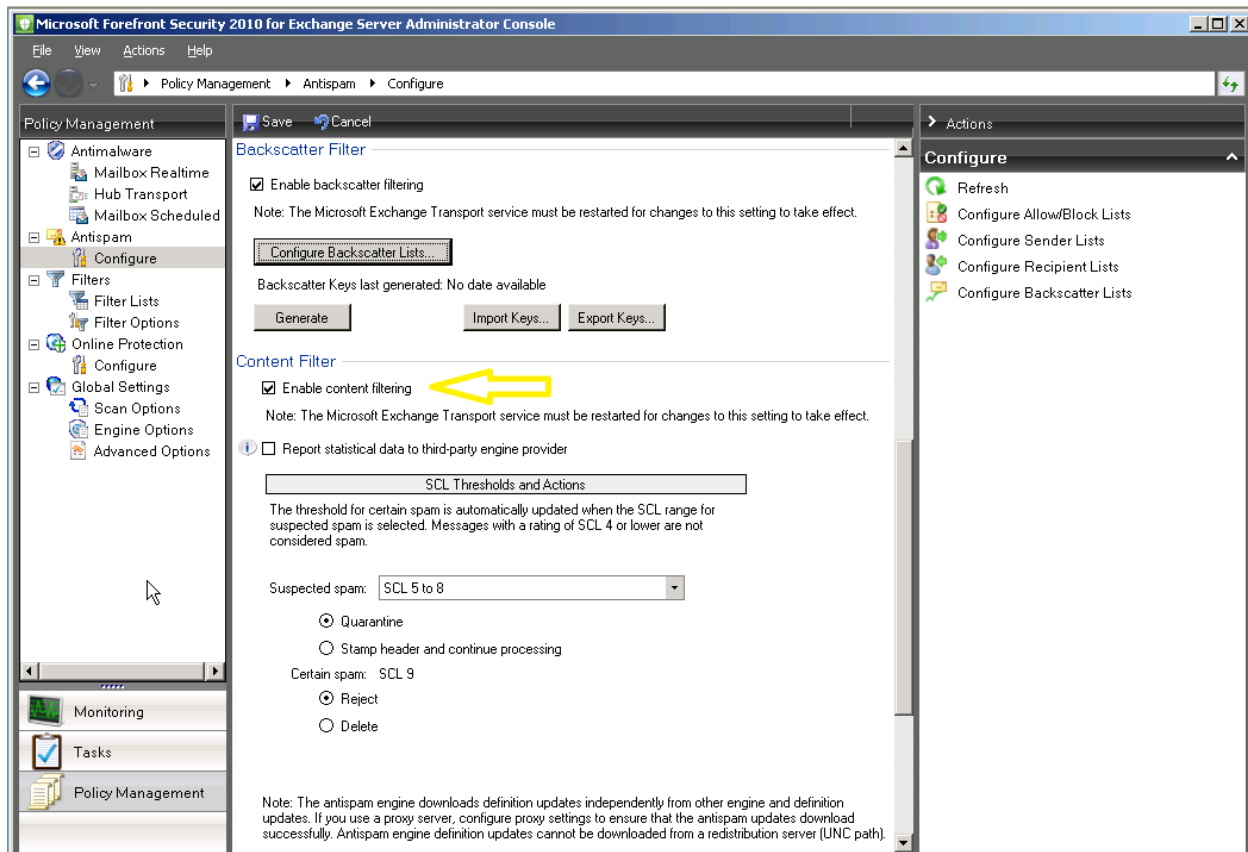 Microsoft Forefront Security 2010 for Exchange Server Administrator Console
File View Actions Help
Policy Management Antispam Configure
Policy Management
Antimalware
Mailbox Realtime
Hub Transport
Mailbox Scheduled
Antispam
Configure
Filters
Filter Lists
Filter Options
Online Protection
Configure
Global Settings
Scan Options
Engine Options
Advanced Options
Monitoring
Tasks
Policy Management
Save Cancel
Backscatter Filter
Enable backscatter filtering
Note: The Microsoft Exchange Transport service must be restarted for changes to this setting to take effect.
Configure Backscatter Lists...
Backscatter Keys last generated: No date available
Generate Import Keys... Export Keys...
Content Filter
Enable content filtering
Note: The Microsoft Exchange Transport service must be restarted for changes to this setting to take effect.
Report statistical data to third-party engine provider
SCL Thresholds and Actions
The threshold for certain spam is automatically updated when the SCL range for
suspected spam is selected. Messages with a rating of SCL 4 or lower are not
considered spam.
Suspected spam: SCL 5 to 8
Quarantine
Stamp header and continue processing
Certain spam: SCL 9
Reject
Delete
Note: The antispam engine downloads definition updates independently from other engine and definition
updates. If you use a proxy server, configure proxy settings to ensure that the antispam updates download
successfully. Antispam engine definition updates cannot be downloaded from a redistribution server (UNC path).
Actions
Configure
Refresh
Configure Allow/Block Lists
Configure Sender Lists
Configure Recipient Lists
Configure Backscatter Lists